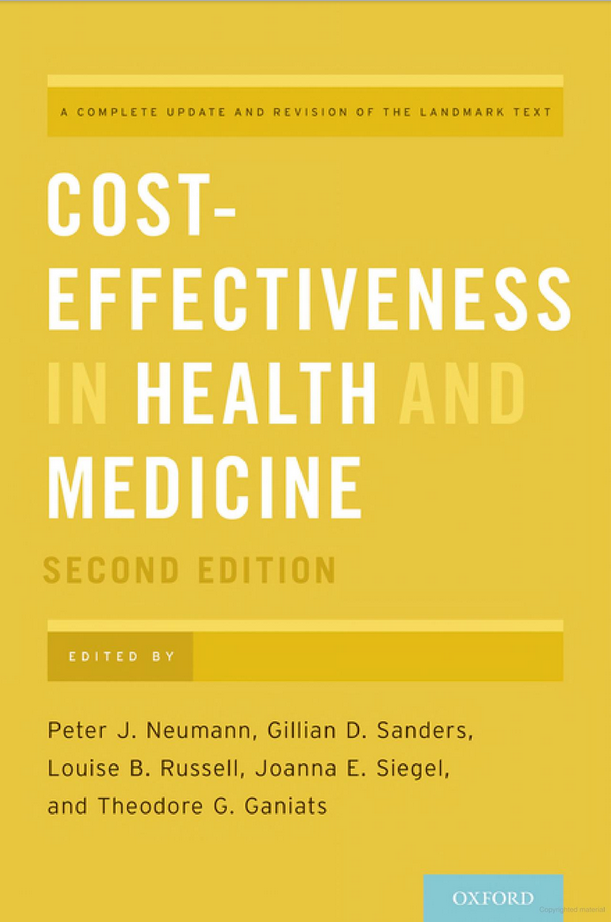 A COMPLETE UPDATE AND REVISION OF THE LANDMARK TEXT
COST-
EFFECTIVENESS
IN HEALTH AND
MEDICINE
SECOND EDITION
EDITED BY
Peter J. Neumann, Gillian D. Sanders,
Louise B. Russell, Joanna E. Siegel,
and Theodore G. Ganiats
OXFORD
Copyrighted material